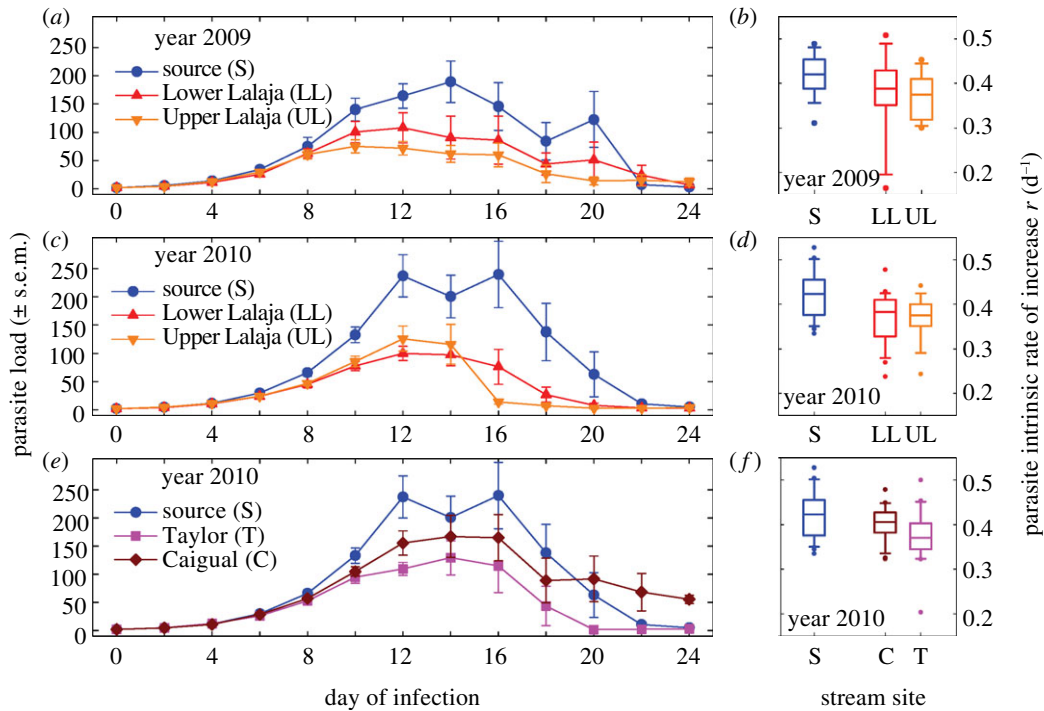 (a)
year 2009
source (S)
Lower Lalaja (LL)
Upper Lalaja (UL)
250
200
150
100
50
0
0 4 8 12 16 20 24
(b)
0.5
0.4
0.3
0.2
year 2009
S LL UL
(c)
year 2010
source (S)
Lower Lalaja (LL)
Upper Lalaja (UL)
250
200
150
100
50
0
0 4 8 12 16 20 24
(d)
0.5
0.4
0.3
0.2
year 2010
S LL UL
(e)
year 2010
source (S)
Taylor (T)
Caigual (C)
250
200
150
100
50
0
0 4 8 12 16 20 24
(f)
0.5
0.4
0.3
0.2
year 2010
S C T
parasite load (± s.e.m.)
day of infection
stream site
parasite intrinsic rate of increase r (d⁻¹)